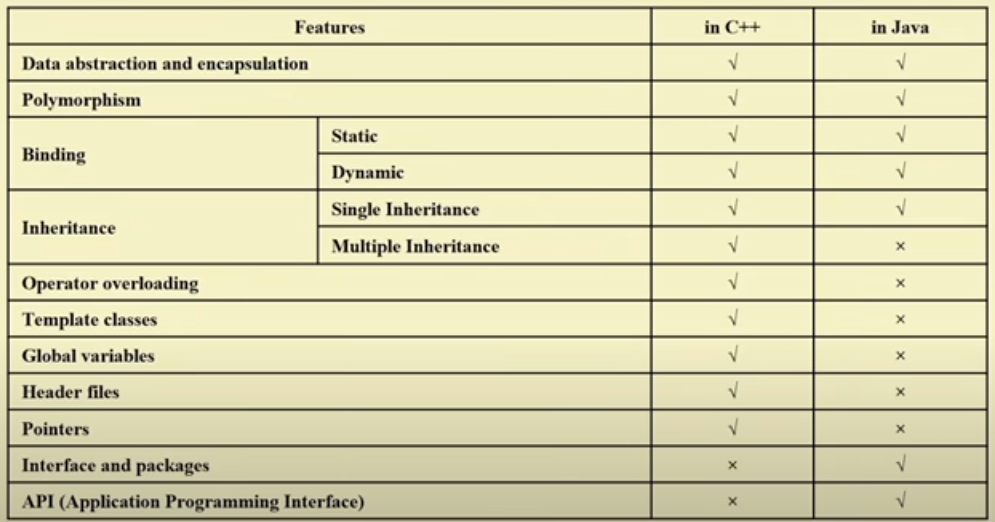 Features in C++ in Java
Data abstraction and encapsulation √ √
Polymorphism √ √
Binding Static √ √
Dynamic √ √
Inheritance Single Inheritance √ √
Multiple Inheritance √ ×
Operator overloading √ ×
Template classes √ ×
Global variables √ ×
Header files √ ×
Pointers √ ×
Interface and packages × √
API (Application Programming Interface) × √